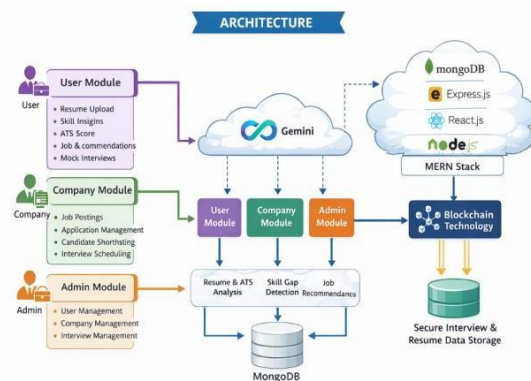 ARCHITECTURE
User
User Module
• Resume Upload
• Skill Insigins
• ATS Score
• Job & commendations
• Mock Interviews
Company
Company Module
• Job Postings
• Application Management
• Candidate Shorthsting
• Interview Scheduling
Admin
Admin Module
• User Management
• Company Management
• Interview Management
Gemini
User
Module
Company
Module
Admin
Module
Resume & ATS
Analysis
Skill Gap
Detection
Job
Recommendancs
MongoDB
mongoDB
Express.js
React.js
node.js
MERN Stack
Blockchain
Technology
Secure Interview &
Resume Data Storage